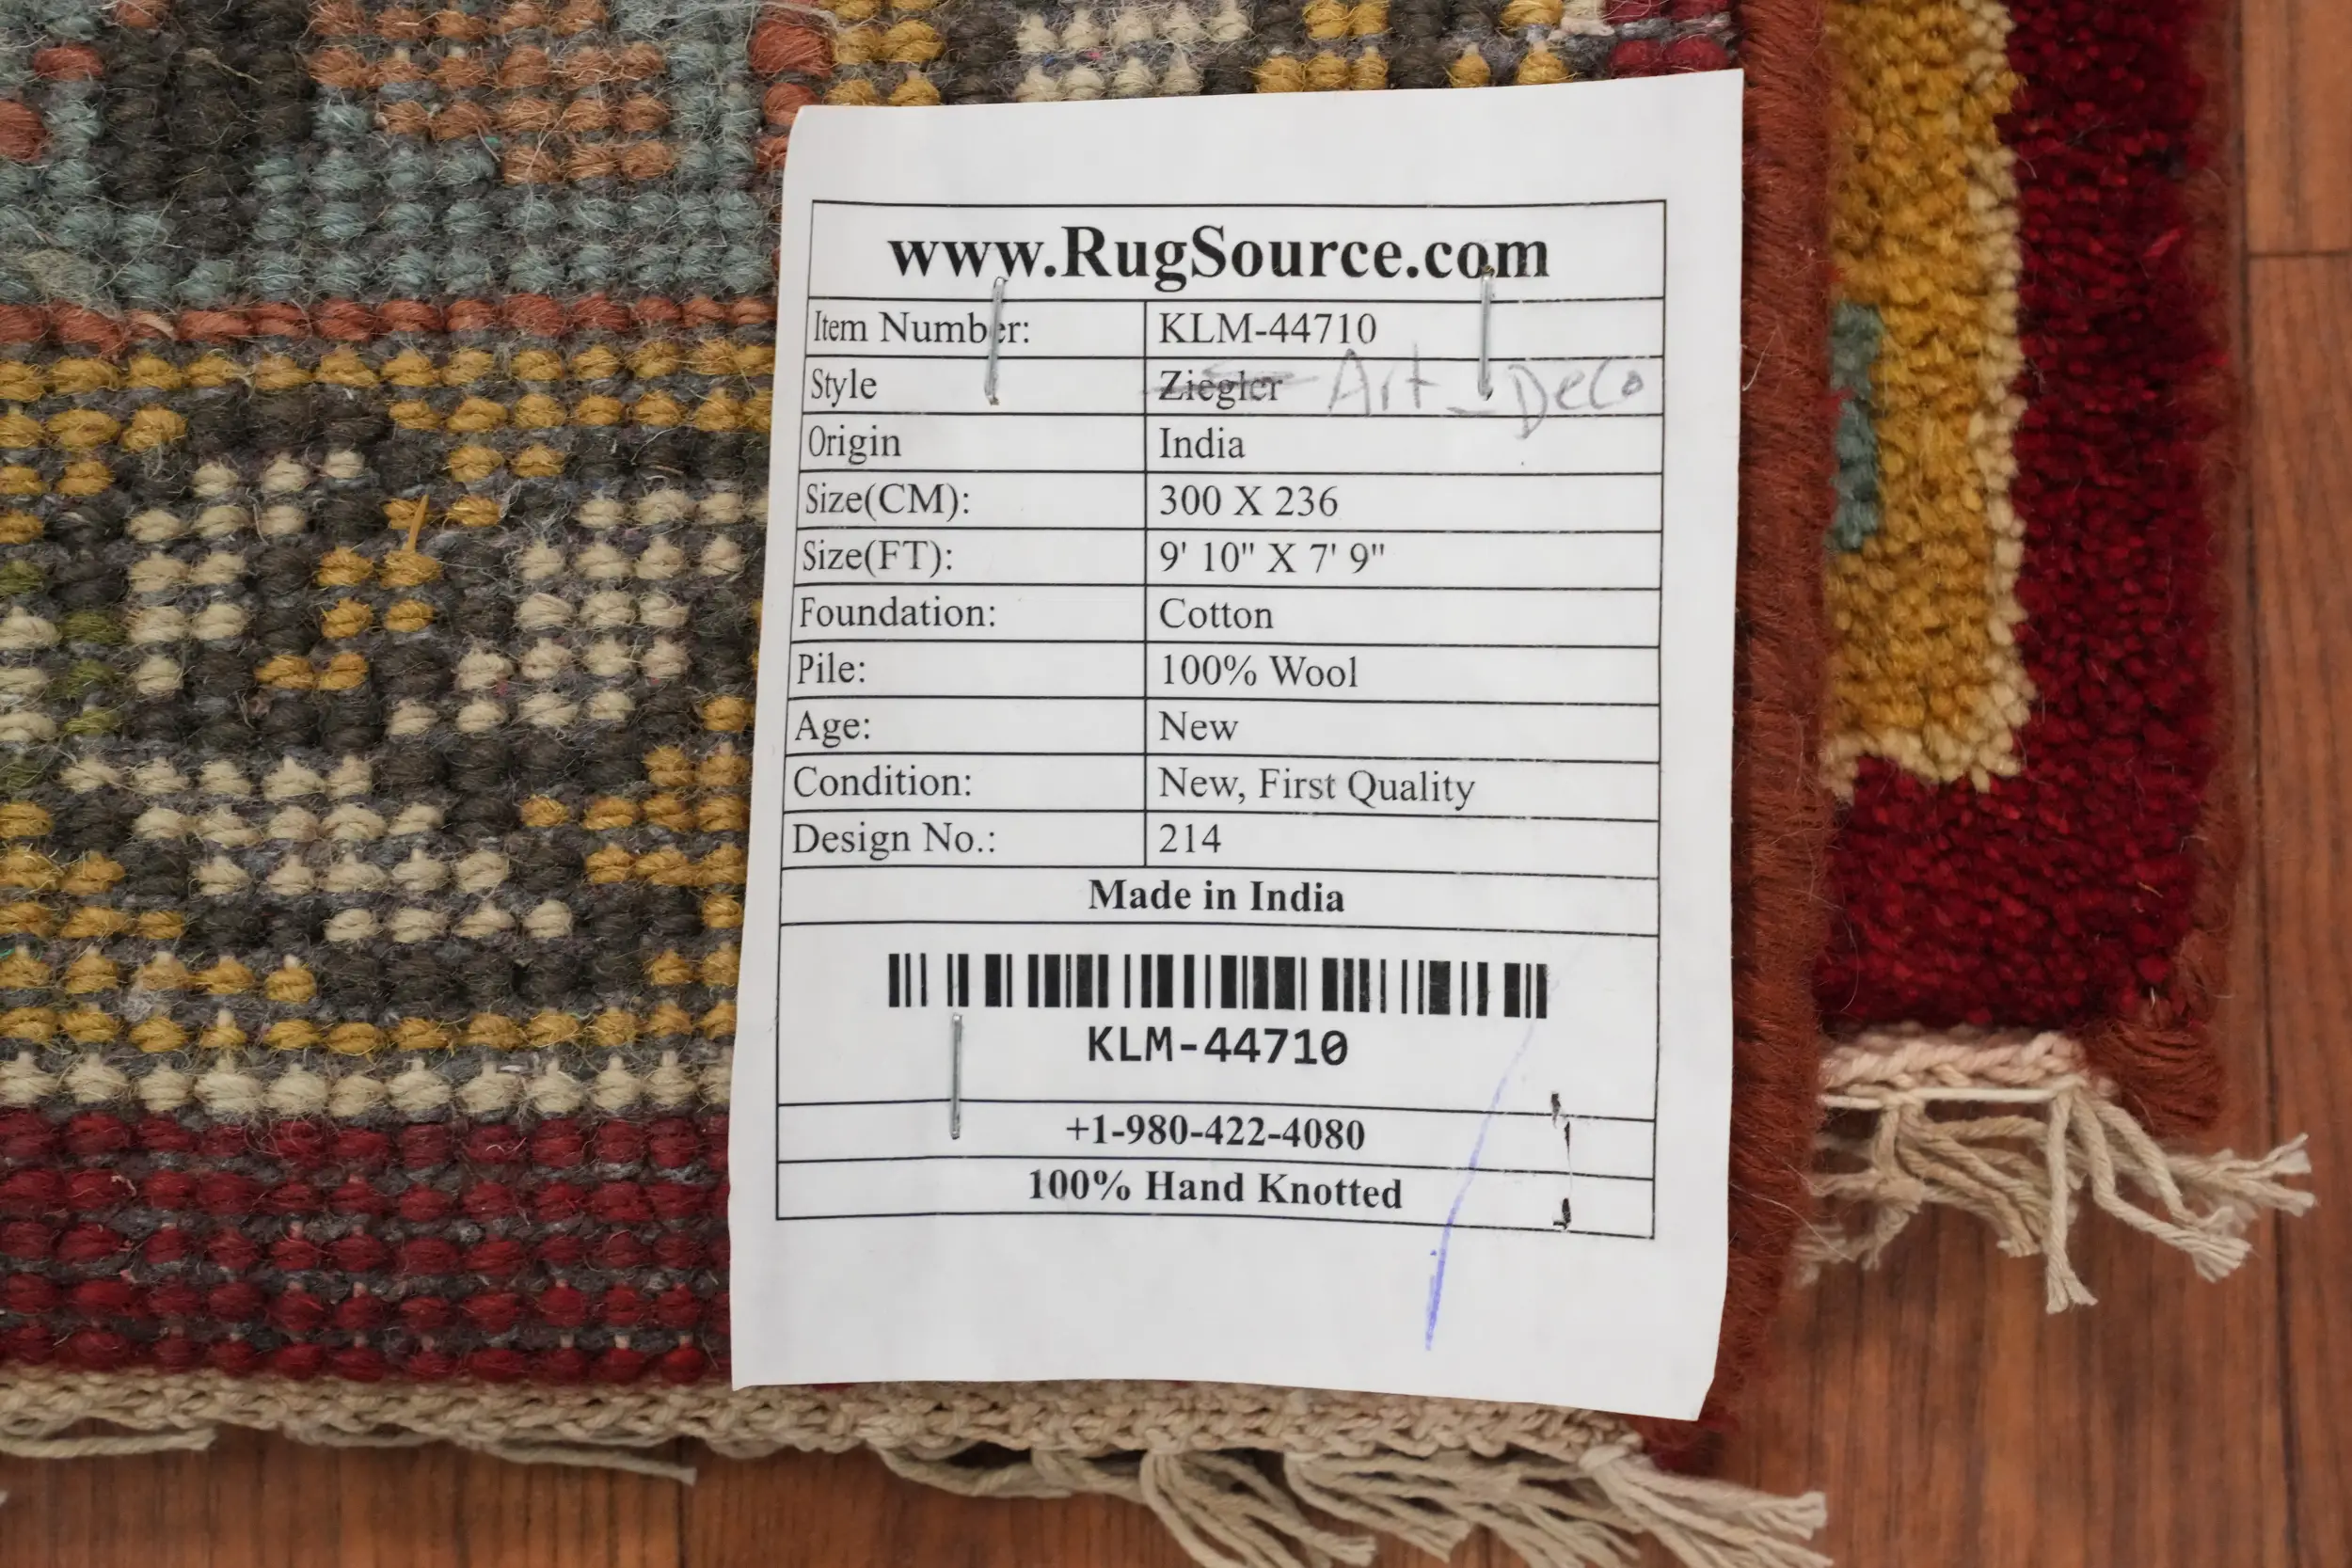 www.RugSource.com
Item Number: KLM-44710
Style Ziegler Art-Deco
Origin India
Size(CM): 300 X 236
Size(FT): 9' 10" X 7' 9"
Foundation: Cotton
Pile: 100% Wool
Age: New
Condition: New, First Quality
Design No.: 214
Made in India
KLM-44710
+1-980-422-4080
100% Hand Knotted